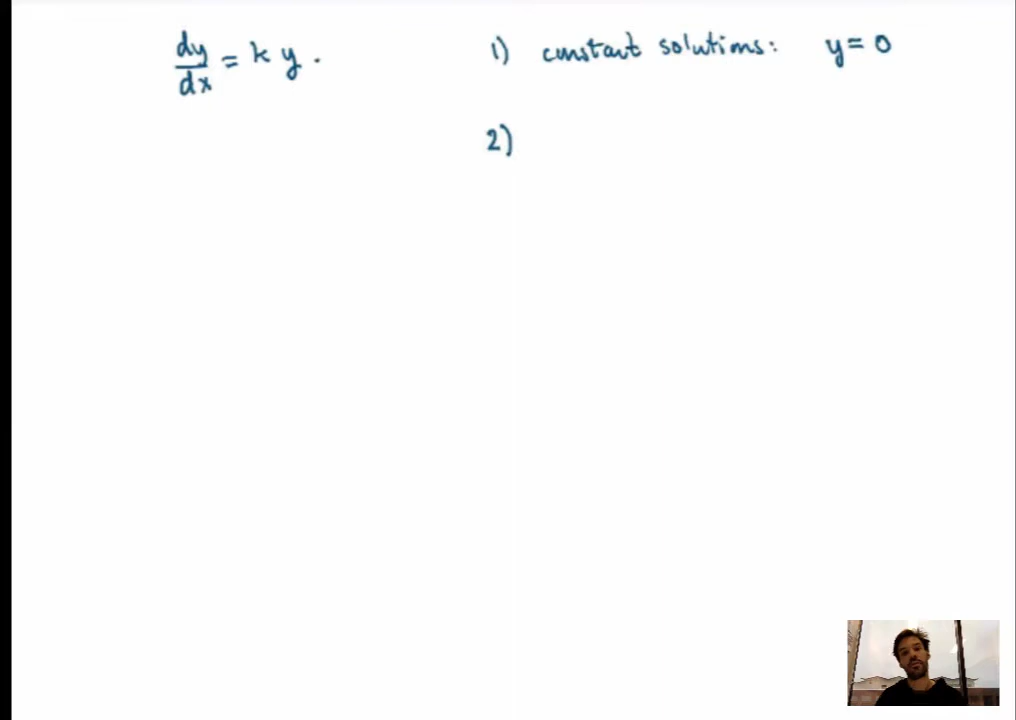 dy/dx = k y .
1) constant solutions: y = 0
2)